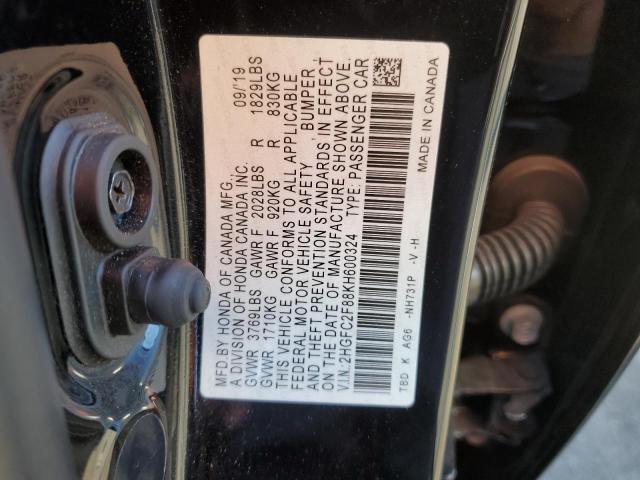 MFD.BY HONDA OF CANADA MFG., 09/19
A DIVISION OF HONDA CANADA INC.
GVWR 3769LBS GAWR F 2028LBS R 1829LBS
GVWR 1710KG GAWR F 920KG R 830KG
THIS VEHICLE CONFORMS TO ALL APPLICABLE
FEDERAL MOTOR VEHICLE SAFETY, BUMPER,
AND THEFT PREVENTION STANDARDS IN EFFECT
ON THE DATE OF MANUFACTURE SHOWN ABOVE.
V.I.N.:2HGFC2F88KH600324 TYPE: PASSENGER CAR
TBD K AG6 -NH731P -V -H MADE IN CANADA